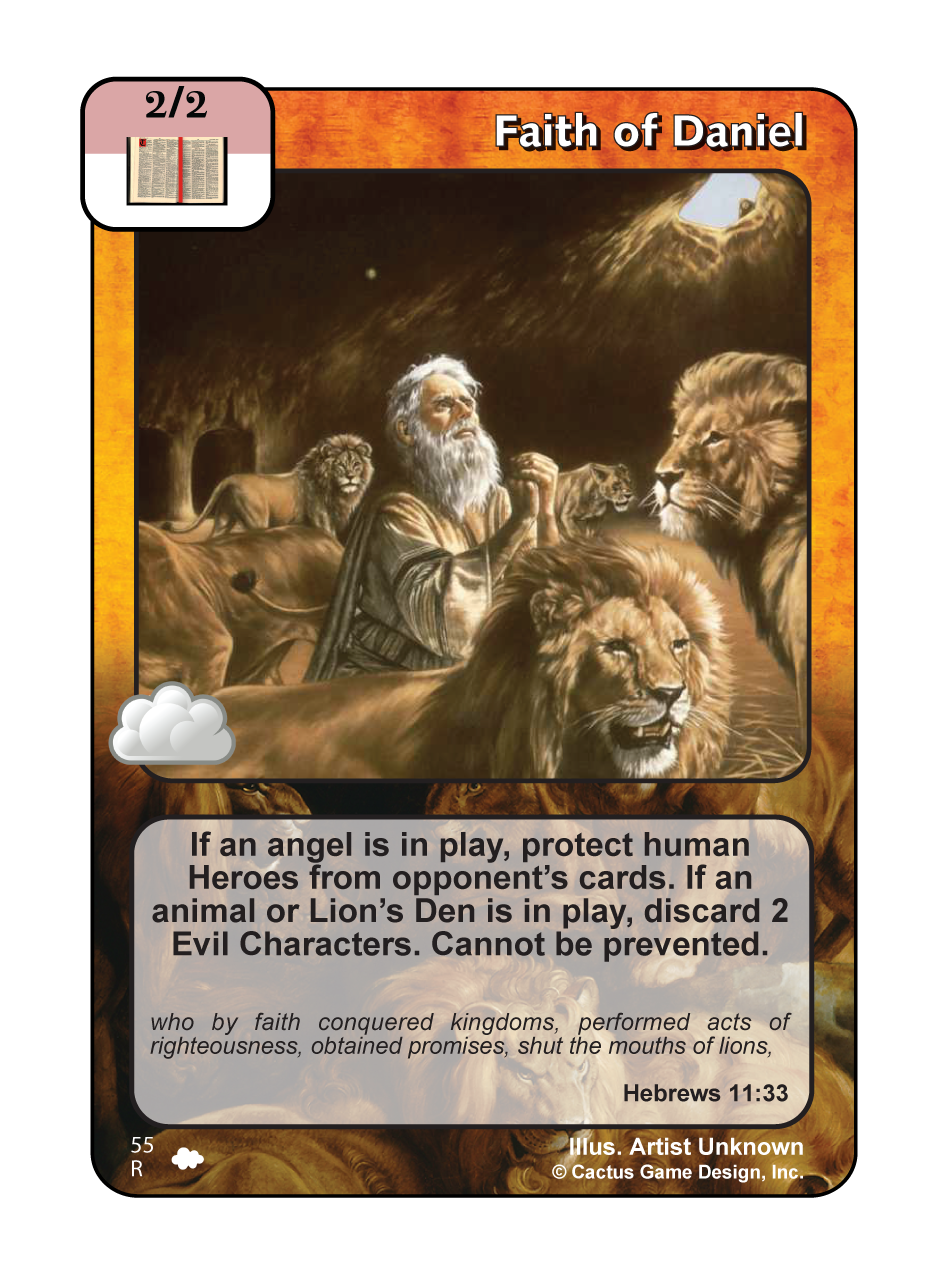 2/2
Faith of Daniel
If an angel is in play, protect human
Heroes from opponent's cards. If an
animal or Lion's Den is in play, discard 2
Evil Characters. Cannot be prevented.
who by faith conquered kingdoms, performed acts of
righteousness, obtained promises, shut the mouths of lions,
Hebrews 11:33
55
R
Illus. Artist Unknown
© Cactus Game Design, Inc.